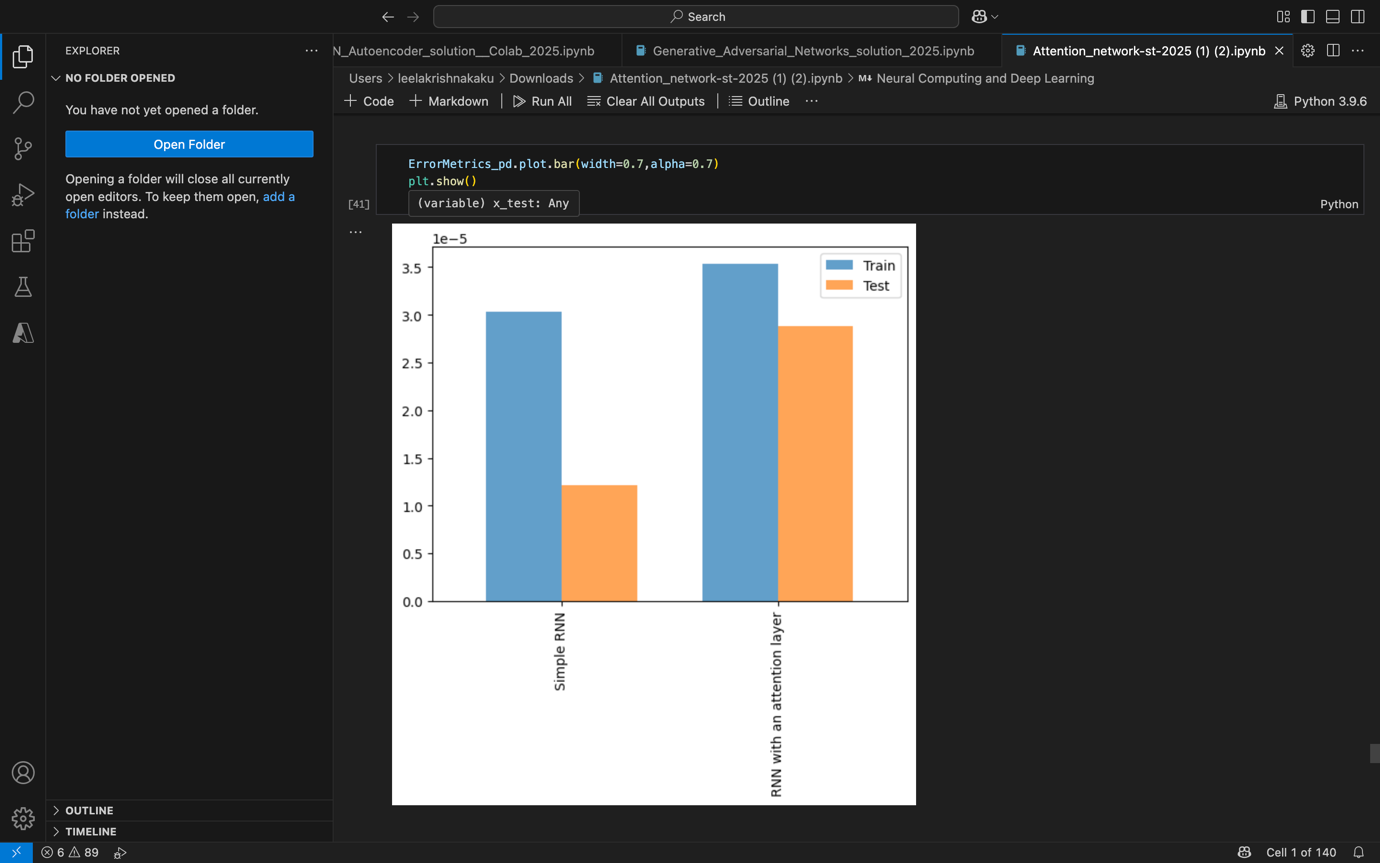 Search
EXPLORER
NO FOLDER OPENED
You have not yet opened a folder.
Open Folder
Opening a folder will close all currently
open editors. To keep them open, add a
folder instead.
OUTLINE
TIMELINE
N_Autoencoder_solution__Colab_2025.ipynb
Generative_Adversarial_Networks_solution_2025.ipynb
Attention_network-st-2025 (1) (2).ipynb
Users > leelakrishnakaku > Downloads > Attention_network-st-2025 (1) (2).ipynb > M↓ Neural Computing and Deep Learning
+ Code + Markdown | Run All Clear All Outputs | Outline ...
Python 3.9.6
ErrorMetrics_pd.plot.bar(width=0.7,alpha=0.7)
plt.show()
(variable) x_test: Any
[41]
Python
1e−5
3.5
3.0
2.5
2.0
1.5
1.0
0.5
0.0
Train
Test
Simple RNN
RNN with an attention layer
6 89
Cell 1 of 140